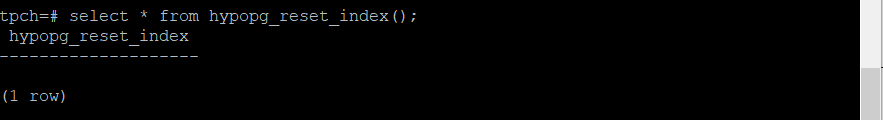 tpch=# select * from hypopg_reset_index();
 hypopg_reset_index
--------------------

(1 row)